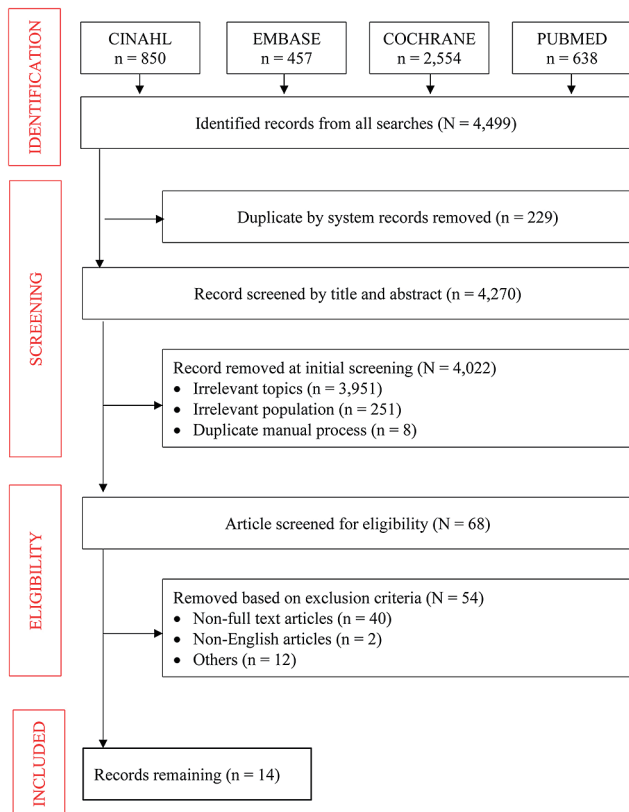 IDENTIFICATION
CINAHL
n = 850
EMBASE
n = 457
COCHRANE
n = 2,554
PUBMED
n = 638
Identified records from all searches (N = 4,499)
SCREENING
Duplicate by system records removed (n = 229)
Record screened by title and abstract (n = 4,270)
Record removed at initial screening (N = 4,022)
• Irrelevant topics (n = 3,951)
• Irrelevant population (n = 251)
• Duplicate manual process (n = 8)
ELIGIBILITY
Article screened for eligibility (N = 68)
Removed based on exclusion criteria (N = 54)
• Non-full text articles (n = 40)
• Non-English articles (n = 2)
• Others (n = 12)
INCLUDED
Records remaining (n = 14)